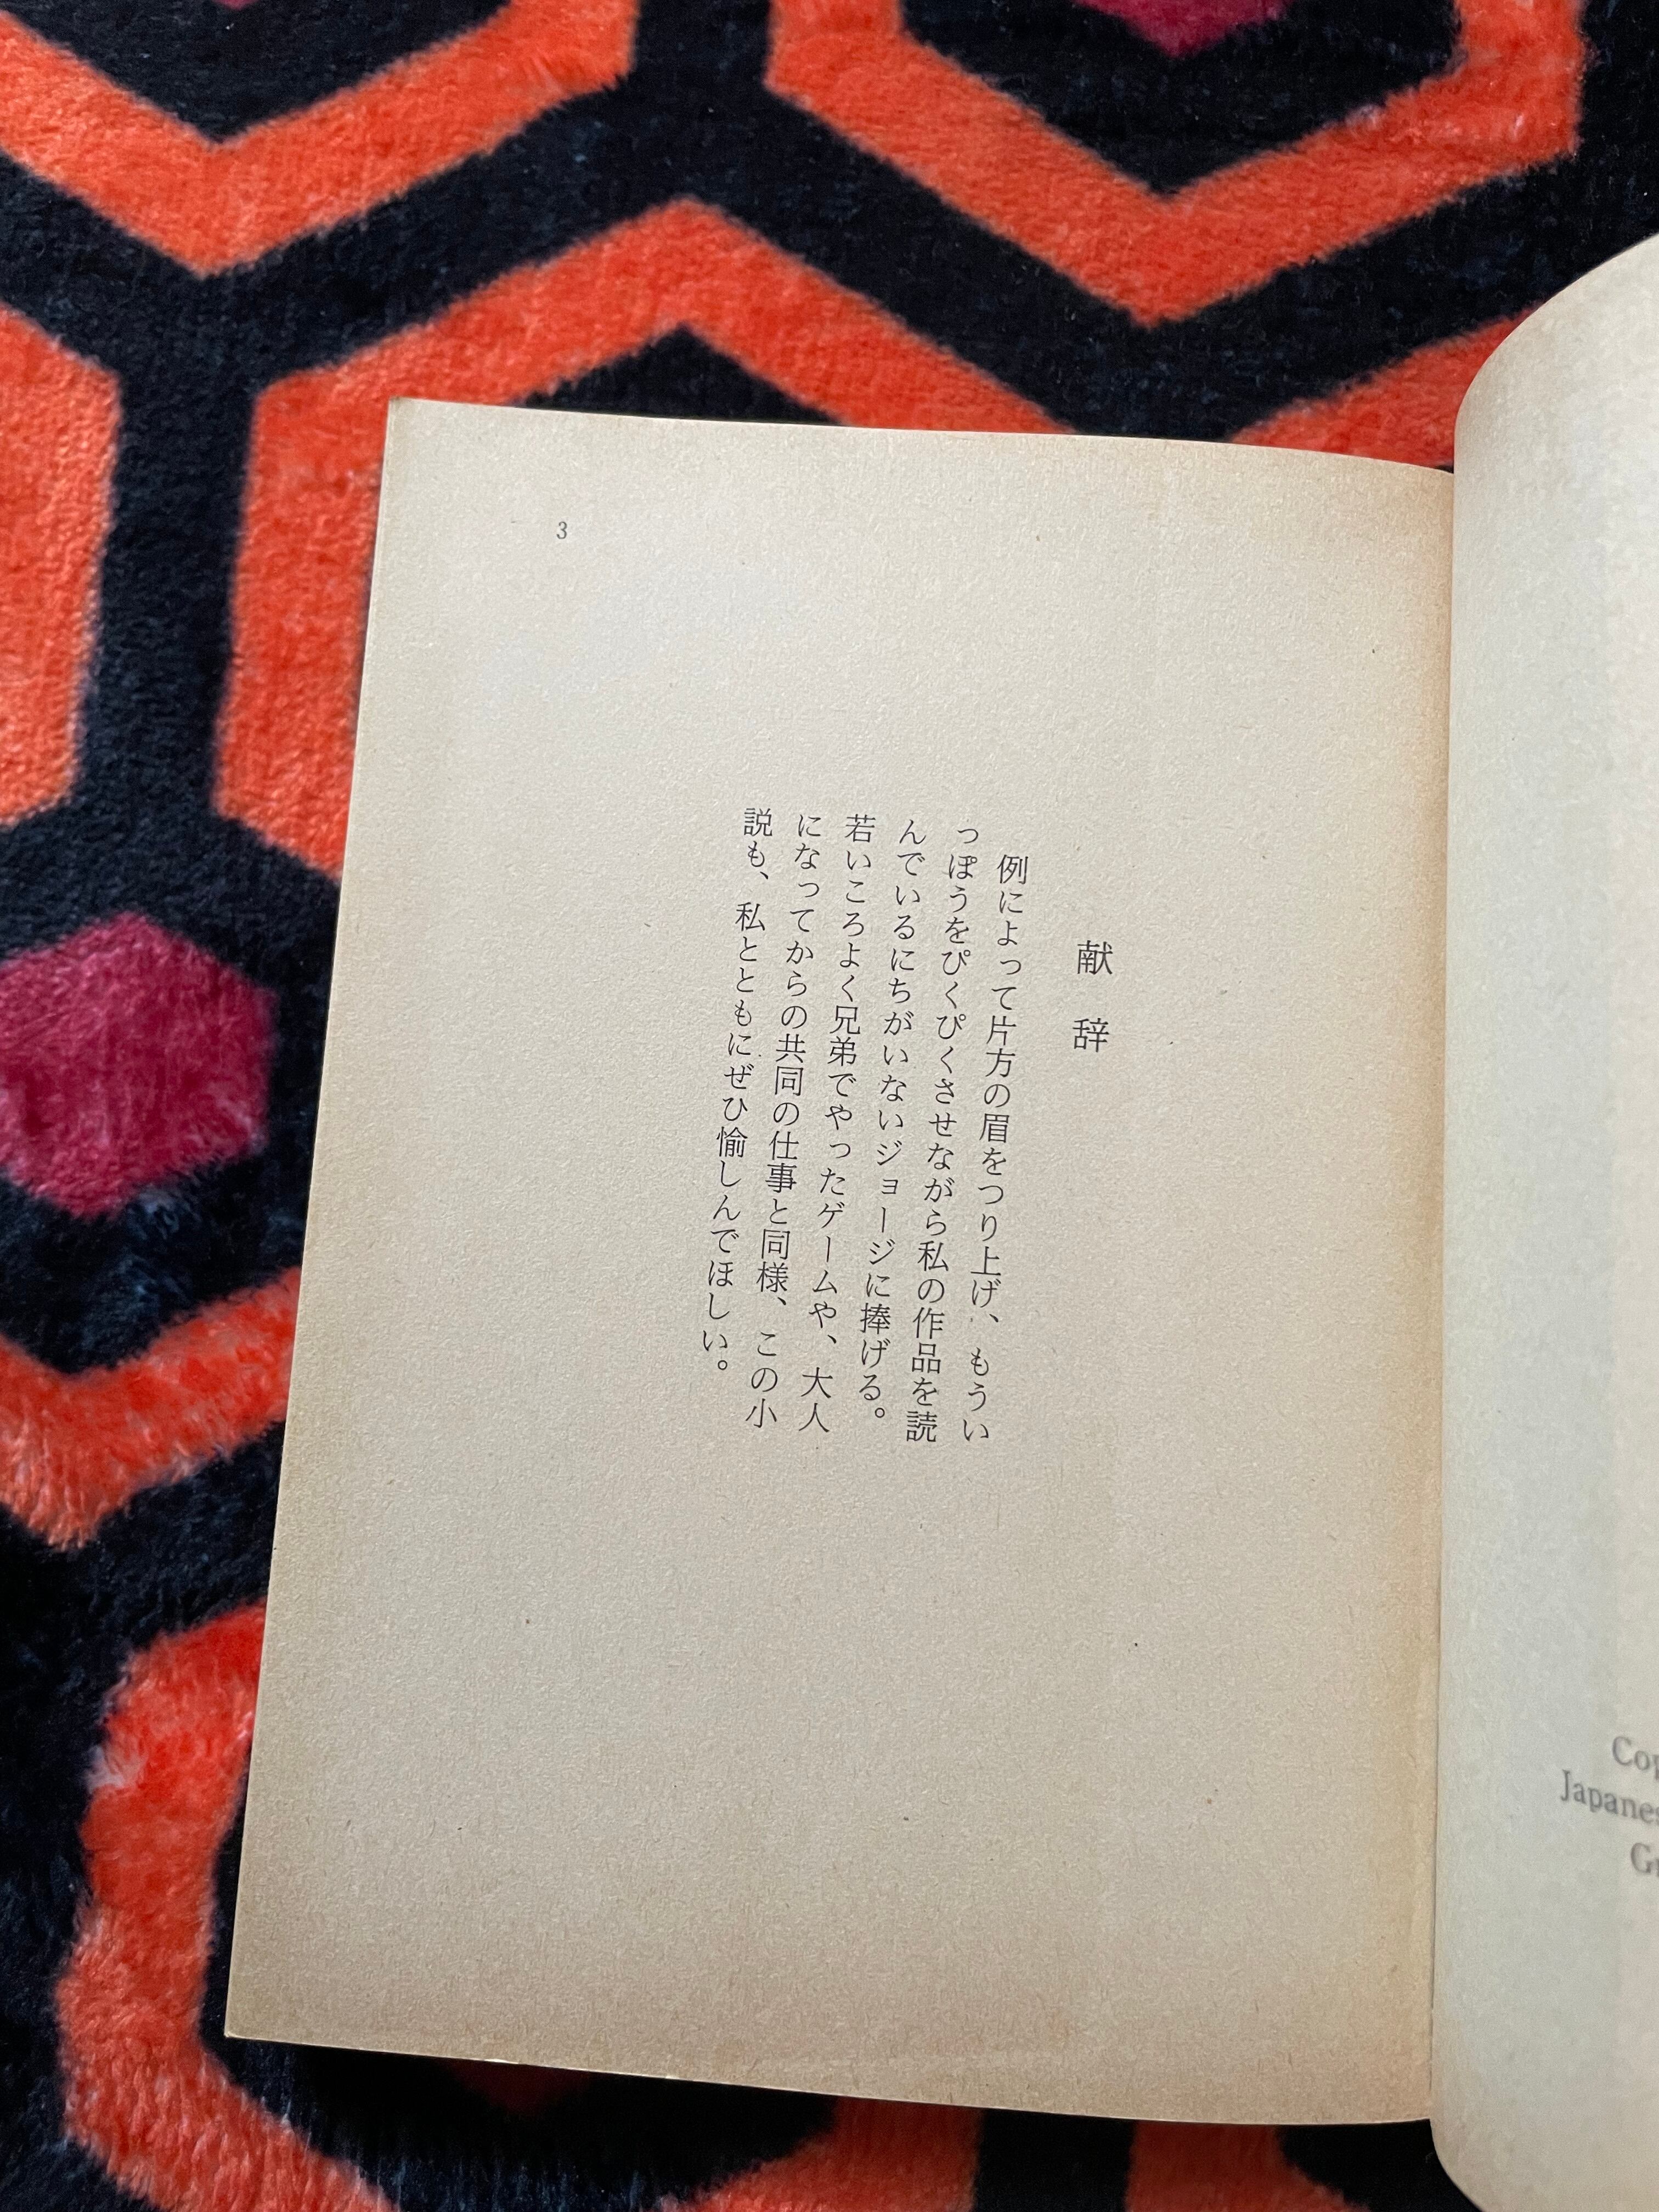 3
献辞
例によって片方の眉をつり上げ、もうい
っぽうをぴくぴくさせながら私の作品を読
んでいるにちがいないジョージに捧げる。
若いころよく兄弟でやったゲームや、大人
になってからの共同の仕事と同様、この小
説も、私とともにぜひ愉しんでほしい。